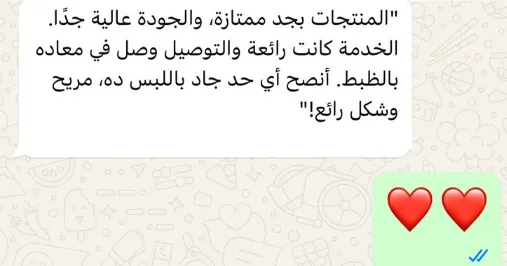 "المنتجات بجد ممتازة، والجودة عالية جدًا.
الخدمة كانت رائعة والتوصيل وصل في معاده
بالظبط. أنصح أي حد جاد باللبس ده، مريح
وشكل رائع!"